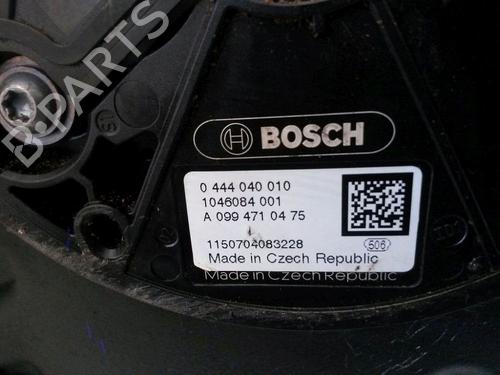 B-PARTS
BOSCH
0 444 040 010
1046084 001
A 099 471 04 75
1150704083228
506
Made in Czech Republic
Made in Czech Republic